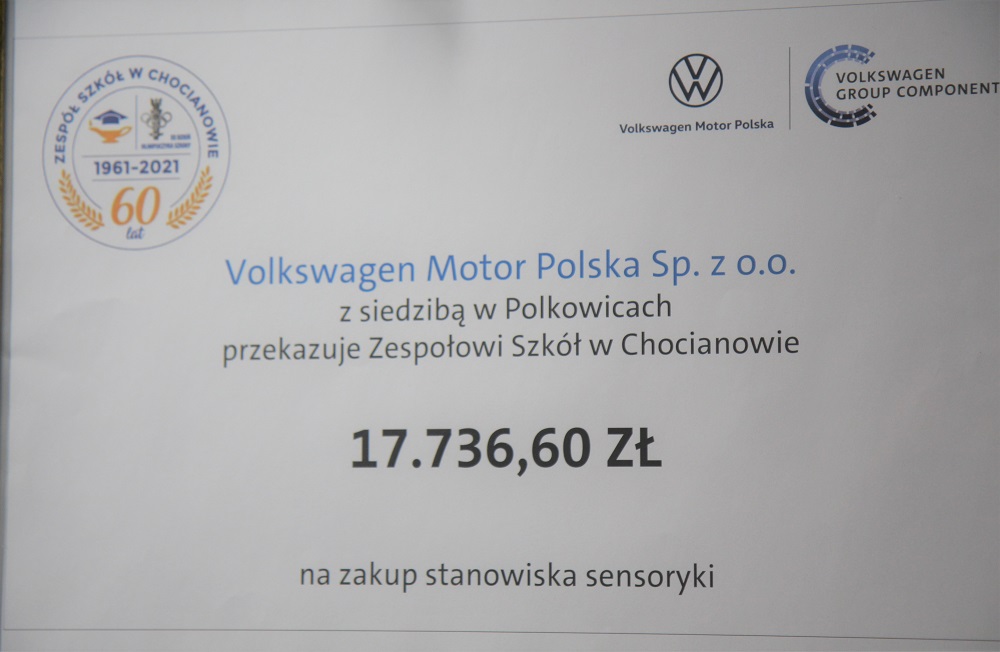 ZESPÓŁ SZKÓŁ W CHOCIANOWIE
1961-2021
60
lat
Volkswagen Motor Polska
VOLKSWAGEN
GROUP COMPONENT
Volkswagen Motor Polska Sp. z o.o.
z siedzibą w Polkowicach
przekazuje Zespołowi Szkół w Chocianowie
17.736,60 ZŁ
na zakup stanowiska sensoryki